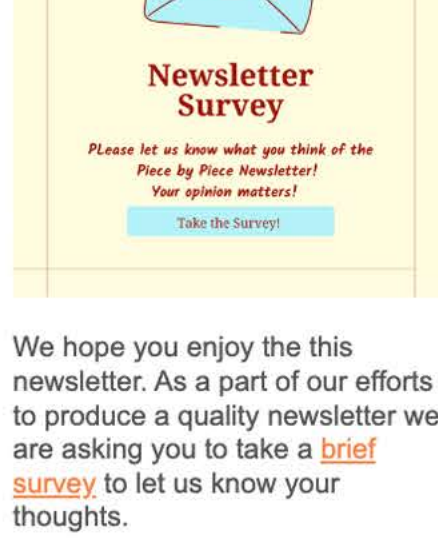 Newsletter
Survey
PLease let us know what you think of the
Piece by Piece Newsletter!
Your opinion matters!
Take the Survey!
We hope you enjoy the this
newsletter. As a part of our efforts
to produce a quality newsletter we
are asking you to take a brief
survey to let us know your
thoughts.